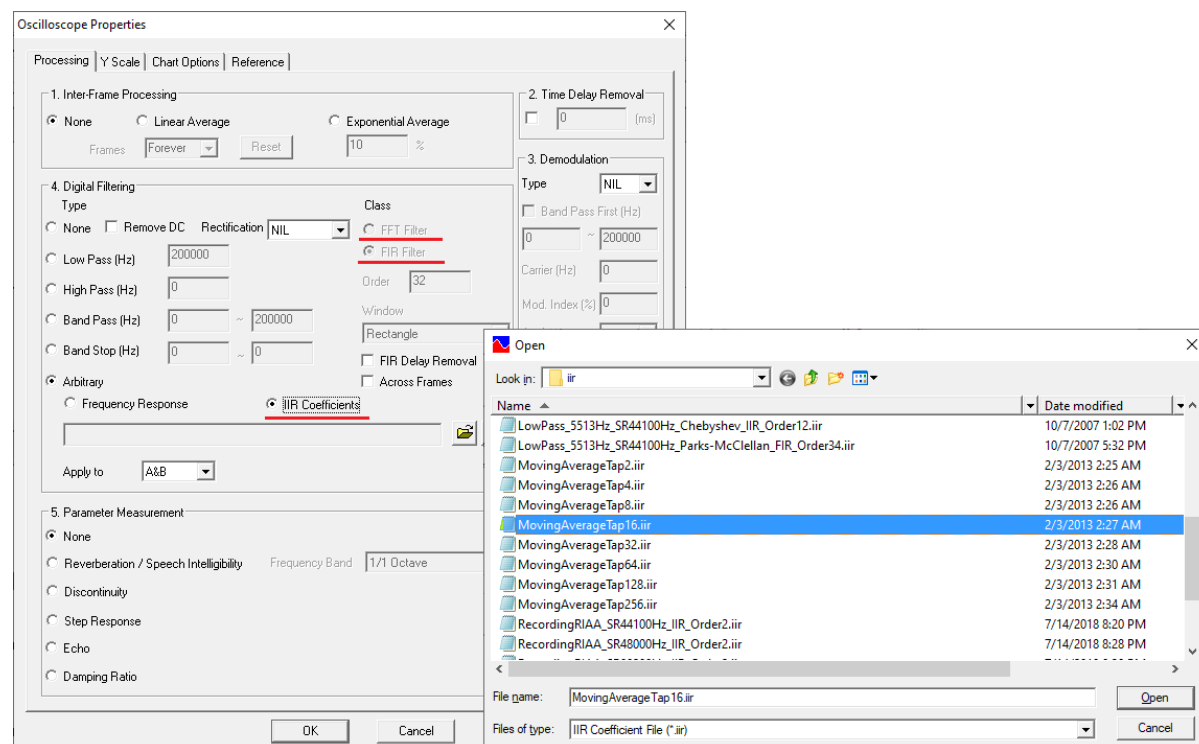 Oscilloscope Properties
Processing Y Scale Chart Options Reference
1. Inter-Frame Processing
None Linear Average Exponential Average
Frames Forever Reset 10 %
2. Time Delay Removal
0 (ms)
3. Demodulation
Type NIL
Band Pass First (Hz)
0 ~ 200000
Carrier (Hz) 0
Mod. Index (%) 0
4. Digital Filtering
Type Class
None Remove DC Rectification NIL FFT Filter
Low Pass (Hz) 200000 FIR Filter
High Pass (Hz) 0 Order 32
Band Pass (Hz) 0 ~ 200000 Window
Rectangle
Band Stop (Hz) 0 ~ 0 FIR Delay Removal
Arbitrary Across Frames
Frequency Response IIR Coefficients
Apply to A&B
5. Parameter Measurement
None
Reverberation / Speech Intelligibility Frequency Band 1/1 Octave
Discontinuity
Step Response
Echo
Damping Ratio
OK Cancel
Open
Look in: iir
Name Date modified
LowPass_5513Hz_SR44100Hz_Chebyshev_IIR_Order12.iir 10/7/2007 1:02 PM
LowPass_5513Hz_SR44100Hz_Parks-McClellan_FIR_Order34.iir 10/7/2007 5:32 PM
MovingAverageTap2.iir 2/3/2013 2:25 AM
MovingAverageTap4.iir 2/3/2013 2:26 AM
MovingAverageTap8.iir 2/3/2013 2:26 AM
MovingAverageTap16.iir 2/3/2013 2:27 AM
MovingAverageTap32.iir 2/3/2013 2:28 AM
MovingAverageTap64.iir 2/3/2013 2:30 AM
MovingAverageTap128.iir 2/3/2013 2:31 AM
MovingAverageTap256.iir 2/3/2013 2:34 AM
RecordingRIAA_SR44100Hz_IIR_Order2.iir 7/14/2018 8:20 PM
RecordingRIAA_SR48000Hz_IIR_Order2.iir 7/14/2018 8:28 PM
File name: MovingAverageTap16.iir Open
Files of type: IIR Coefficient File (*.iir) Cancel